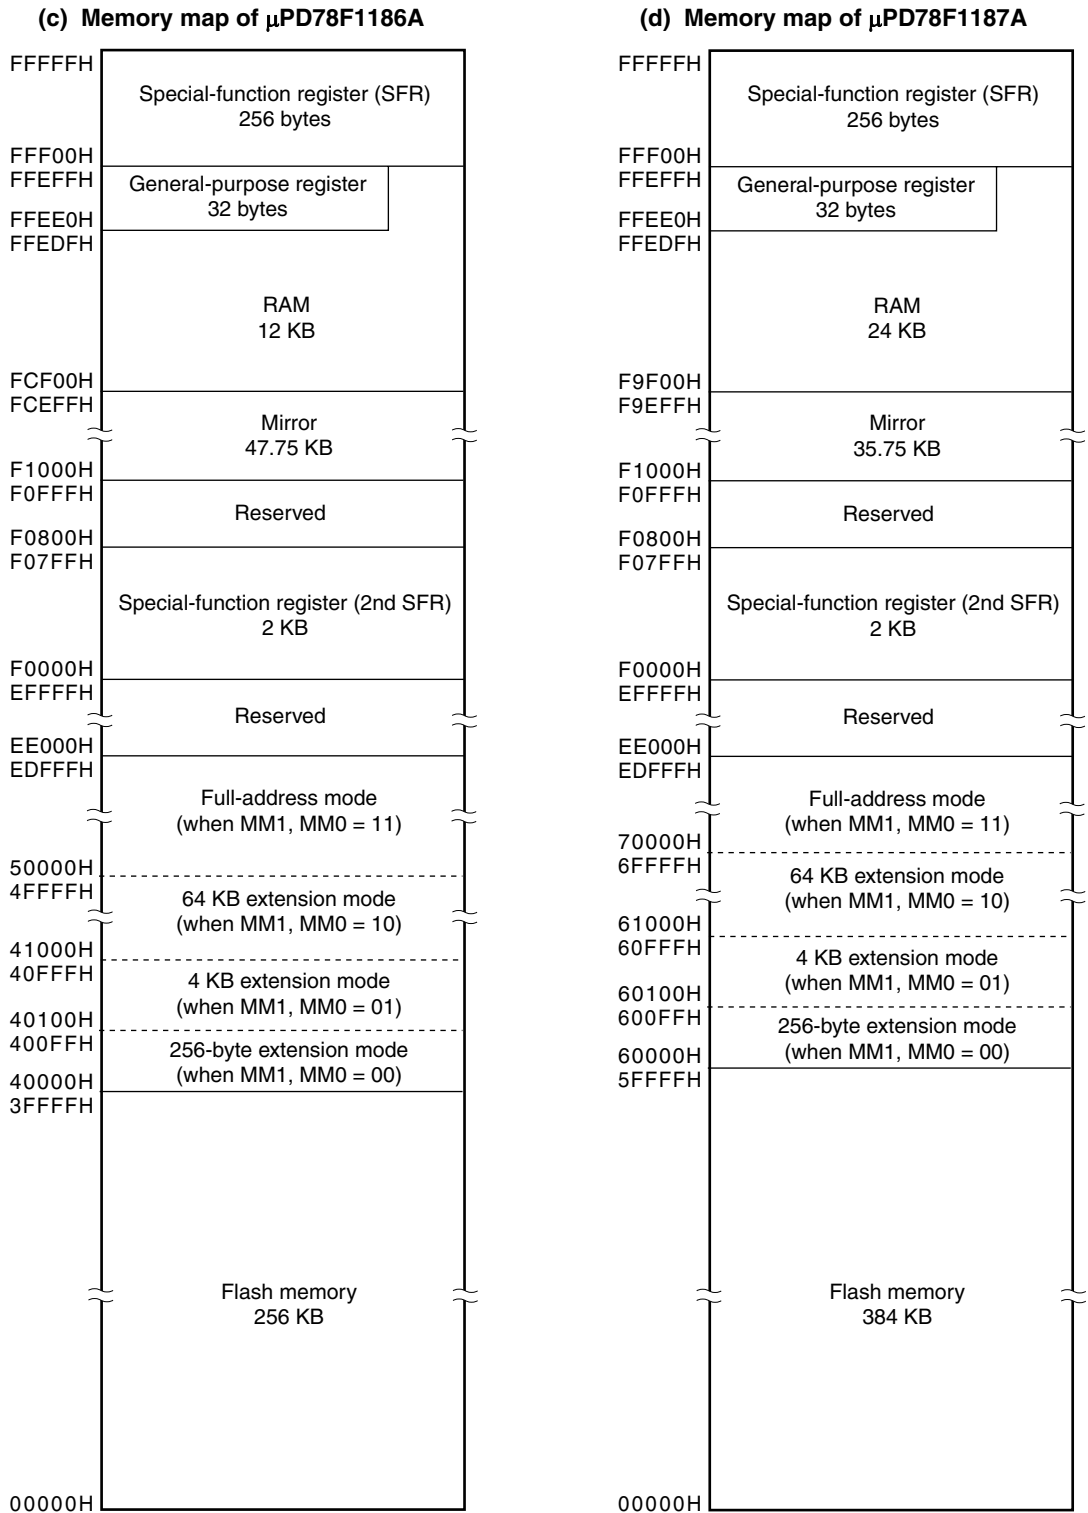 (c) Memory map of μPD78F1186A
FFFFFH
Special-function register (SFR)
256 bytes
FFF00H
FFEFFH
General-purpose register
32 bytes
FFEE0H
FFEDFH
RAM
12 KB
FCF00H
FCEFFH
Mirror
47.75 KB
F1000H
F0FFFH
Reserved
F0800H
F07FFH
Special-function register (2nd SFR)
2 KB
F0000H
EFFFFH
Reserved
EE000H
EDFFFH
Full-address mode
(when MM1, MM0 = 11)
50000H
4FFFFH
64 KB extension mode
(when MM1, MM0 = 10)
41000H
40FFFH
4 KB extension mode
(when MM1, MM0 = 01)
40100H
400FFH
256-byte extension mode
(when MM1, MM0 = 00)
40000H
3FFFFH
Flash memory
256 KB
00000H
(d) Memory map of μPD78F1187A
FFFFFH
Special-function register (SFR)
256 bytes
FFF00H
FFEFFH
General-purpose register
32 bytes
FFEE0H
FFEDFH
RAM
24 KB
F9F00H
F9EFFH
Mirror
35.75 KB
F1000H
F0FFFH
Reserved
F0800H
F07FFH
Special-function register (2nd SFR)
2 KB
F0000H
EFFFFH
Reserved
EE000H
EDFFFH
Full-address mode
(when MM1, MM0 = 11)
70000H
6FFFFH
64 KB extension mode
(when MM1, MM0 = 10)
61000H
60FFFH
4 KB extension mode
(when MM1, MM0 = 01)
60100H
600FFH
256-byte extension mode
(when MM1, MM0 = 00)
60000H
5FFFFH
Flash memory
384 KB
00000H